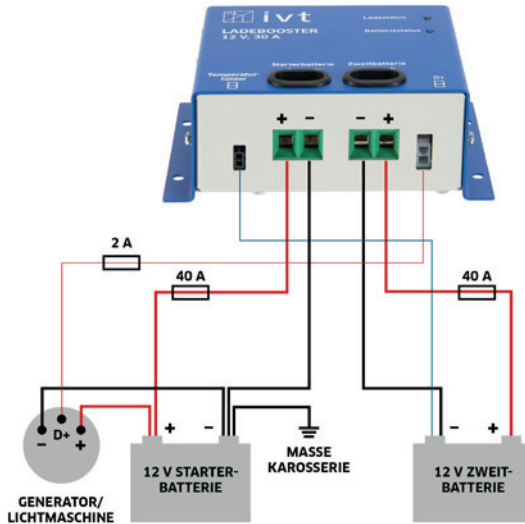 ivt
LADEBOOSTER
12 V, 30 A
Ladestatus
Batteriestatus
Starterbatterie
Zweitbatterie
Temperatur-
fühler
D+
+ −
− +
2 A
40 A
40 A
− D+ +
+ −
− +
MASSE
KAROSSERIE
12 V STARTER-
BATTERIE
12 V ZWEIT-
BATTERIE
GENERATOR/
LICHTMASCHINE